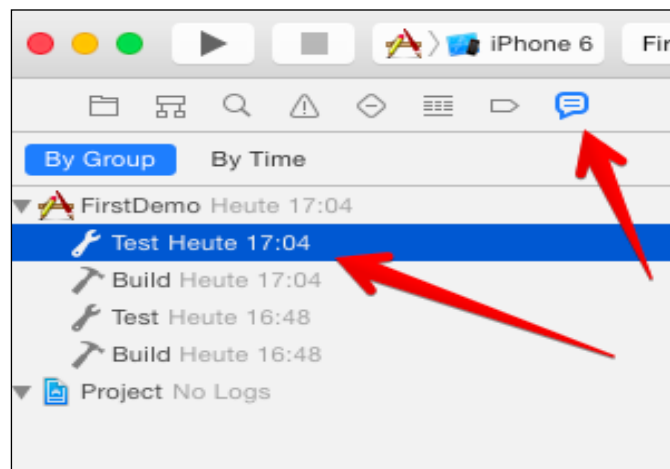 iPhone 6 Fir
By Group By Time
FirstDemo Heute 17:04
Test Heute 17:04
Build Heute 17:04
Test Heute 16:48
Build Heute 16:48
Project No Logs